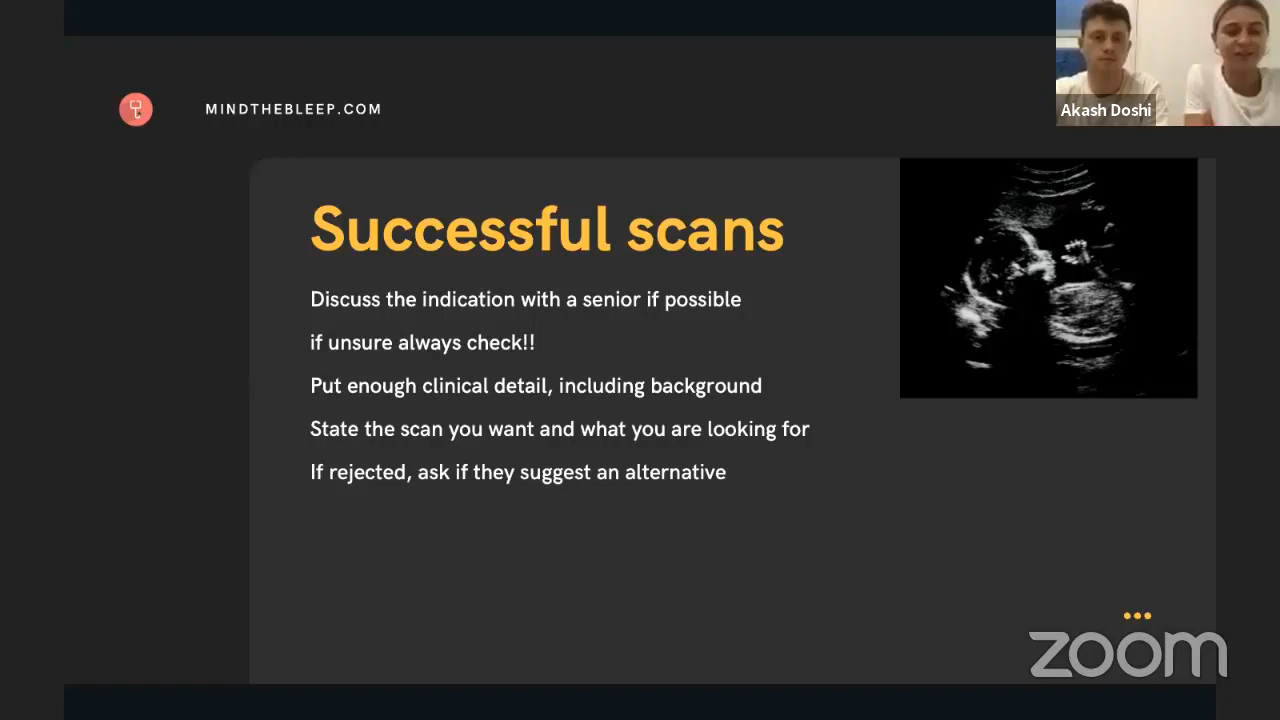 MINDTHEBLEEP.COM
Akash Doshi
Successful scans
Discuss the indication with a senior if possible
if unsure always check!!
Put enough clinical detail, including background
State the scan you want and what you are looking for
If rejected, ask if they suggest an alternative
zoom